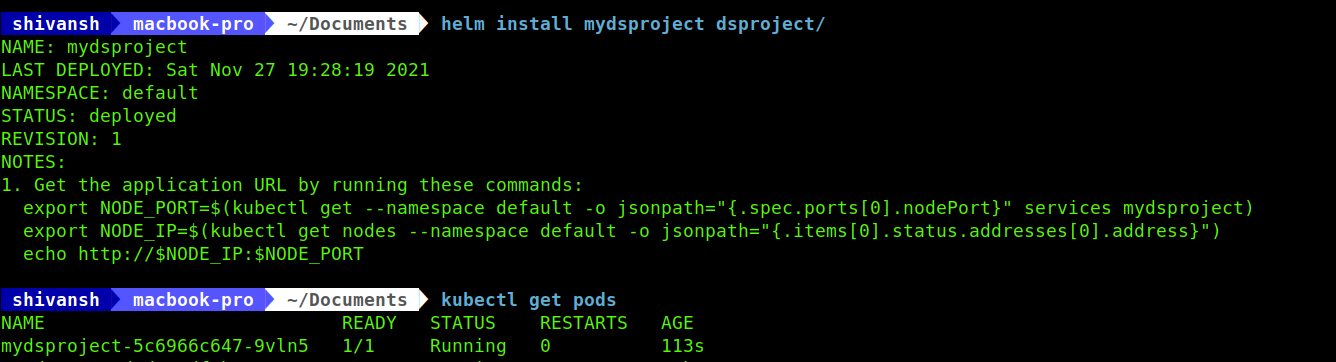 shivansh macbook-pro ~/Documents helm install mydsproject dsproject/
NAME: mydsproject
LAST DEPLOYED: Sat Nov 27 19:28:19 2021
NAMESPACE: default
STATUS: deployed
REVISION: 1
NOTES:
1. Get the application URL by running these commands:
  export NODE_PORT=$(kubectl get --namespace default -o jsonpath="{.spec.ports[0].nodePort}" services mydsproject)
  export NODE_IP=$(kubectl get nodes --namespace default -o jsonpath="{.items[0].status.addresses[0].address}")
  echo http://$NODE_IP:$NODE_PORT
shivansh macbook-pro ~/Documents kubectl get pods
NAME                            READY   STATUS    RESTARTS   AGE
mydsproject-5c6966c647-9vln5   1/1     Running   0          113s